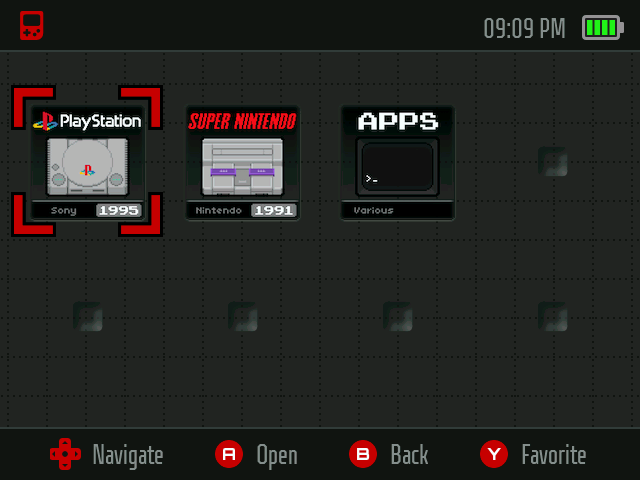 09:09 PM
PlayStation
SUPER NINTENDO
APPS
>_
Sony 1995
Nintendo 1991
Various
Navigate
A Open
B Back
Y Favorite